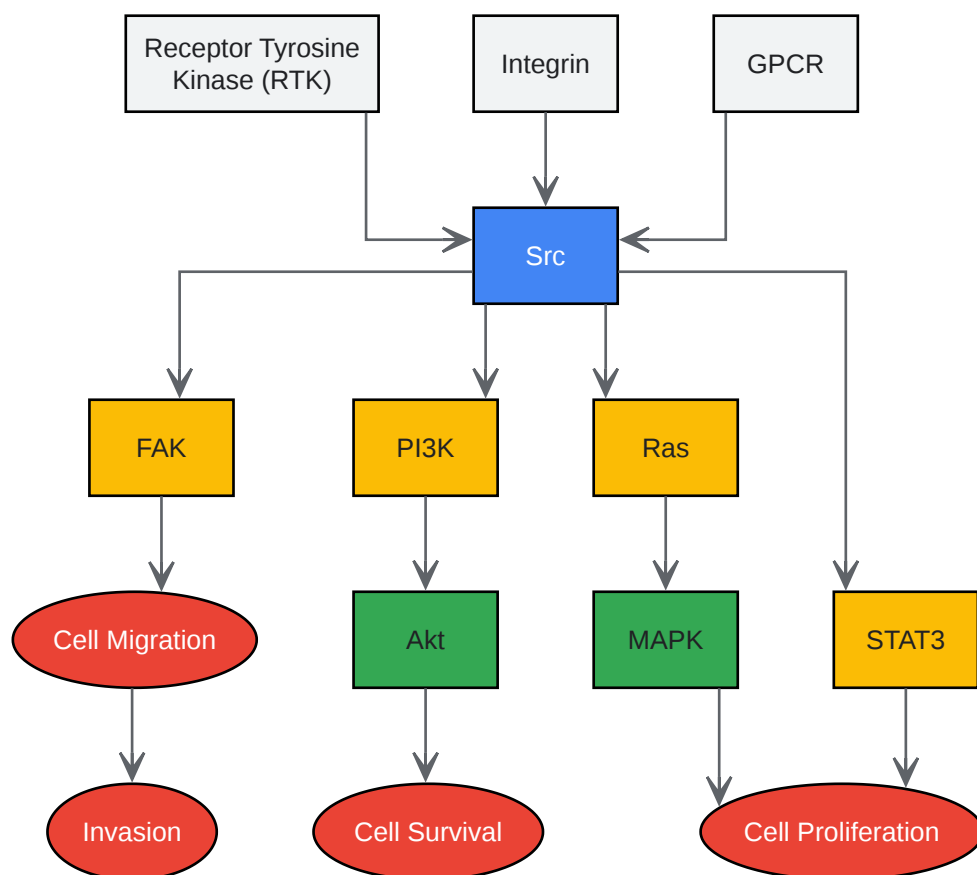 Receptor Tyrosine
Kinase (RTK)
Integrin
GPCR
Src
FAK
PI3K
Ras
Cell Migration
Akt
MAPK
STAT3
Invasion
Cell Survival
Cell Proliferation